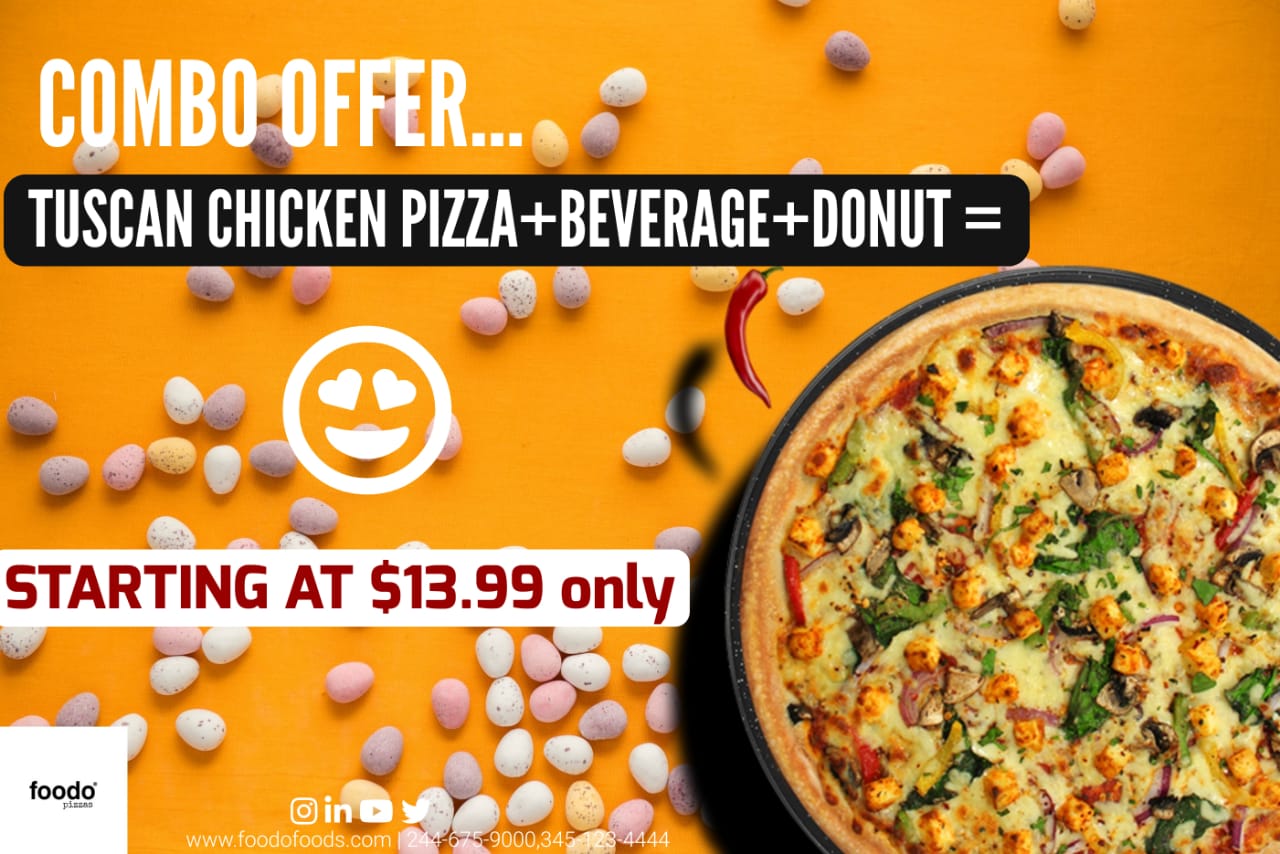 COMBO OFFER...
TUSCAN CHICKEN PIZZA+BEVERAGE+DONUT =
STARTING AT $13.99 only
foodo®
pizzas
www.foodofoods.com | 244-675-9000,345-123-4444